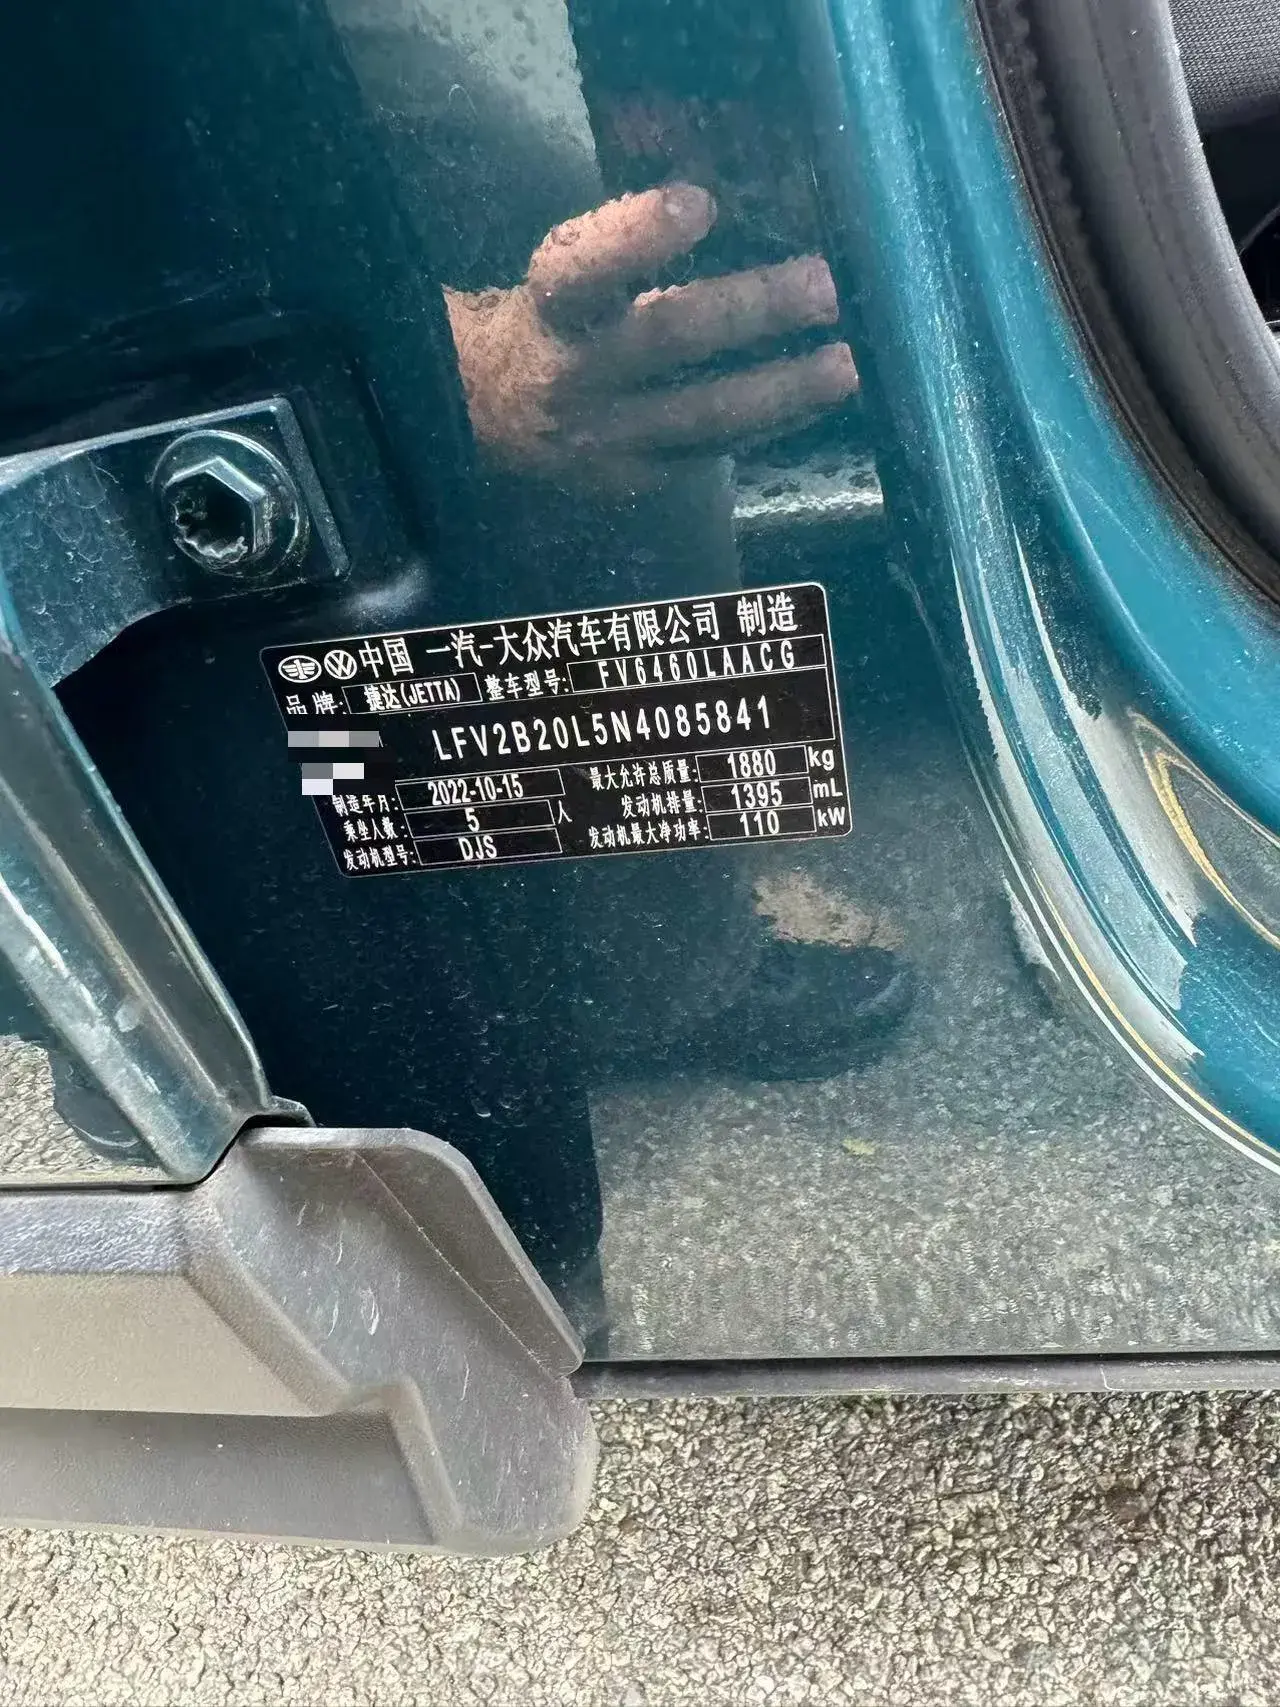 中国 一汽-大众汽车有限公司 制造
品牌: 捷达(JETTA) 整车型号: FV6460LAACG
LFV2B20L5N4085841
制造年月: 2022-10-15 最大允许总质量: 1880 kg
乘坐人数: 5 人 发动机排量: 1395 mL
发动机型号: DJS 发动机最大净功率: 110 kW